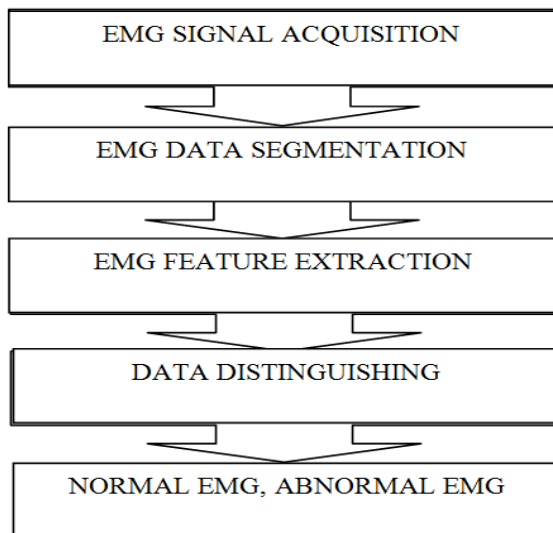 EMG SIGNAL ACQUISITION
EMG DATA SEGMENTATION
EMG FEATURE EXTRACTION
DATA DISTINGUISHING
NORMAL EMG, ABNORMAL EMG